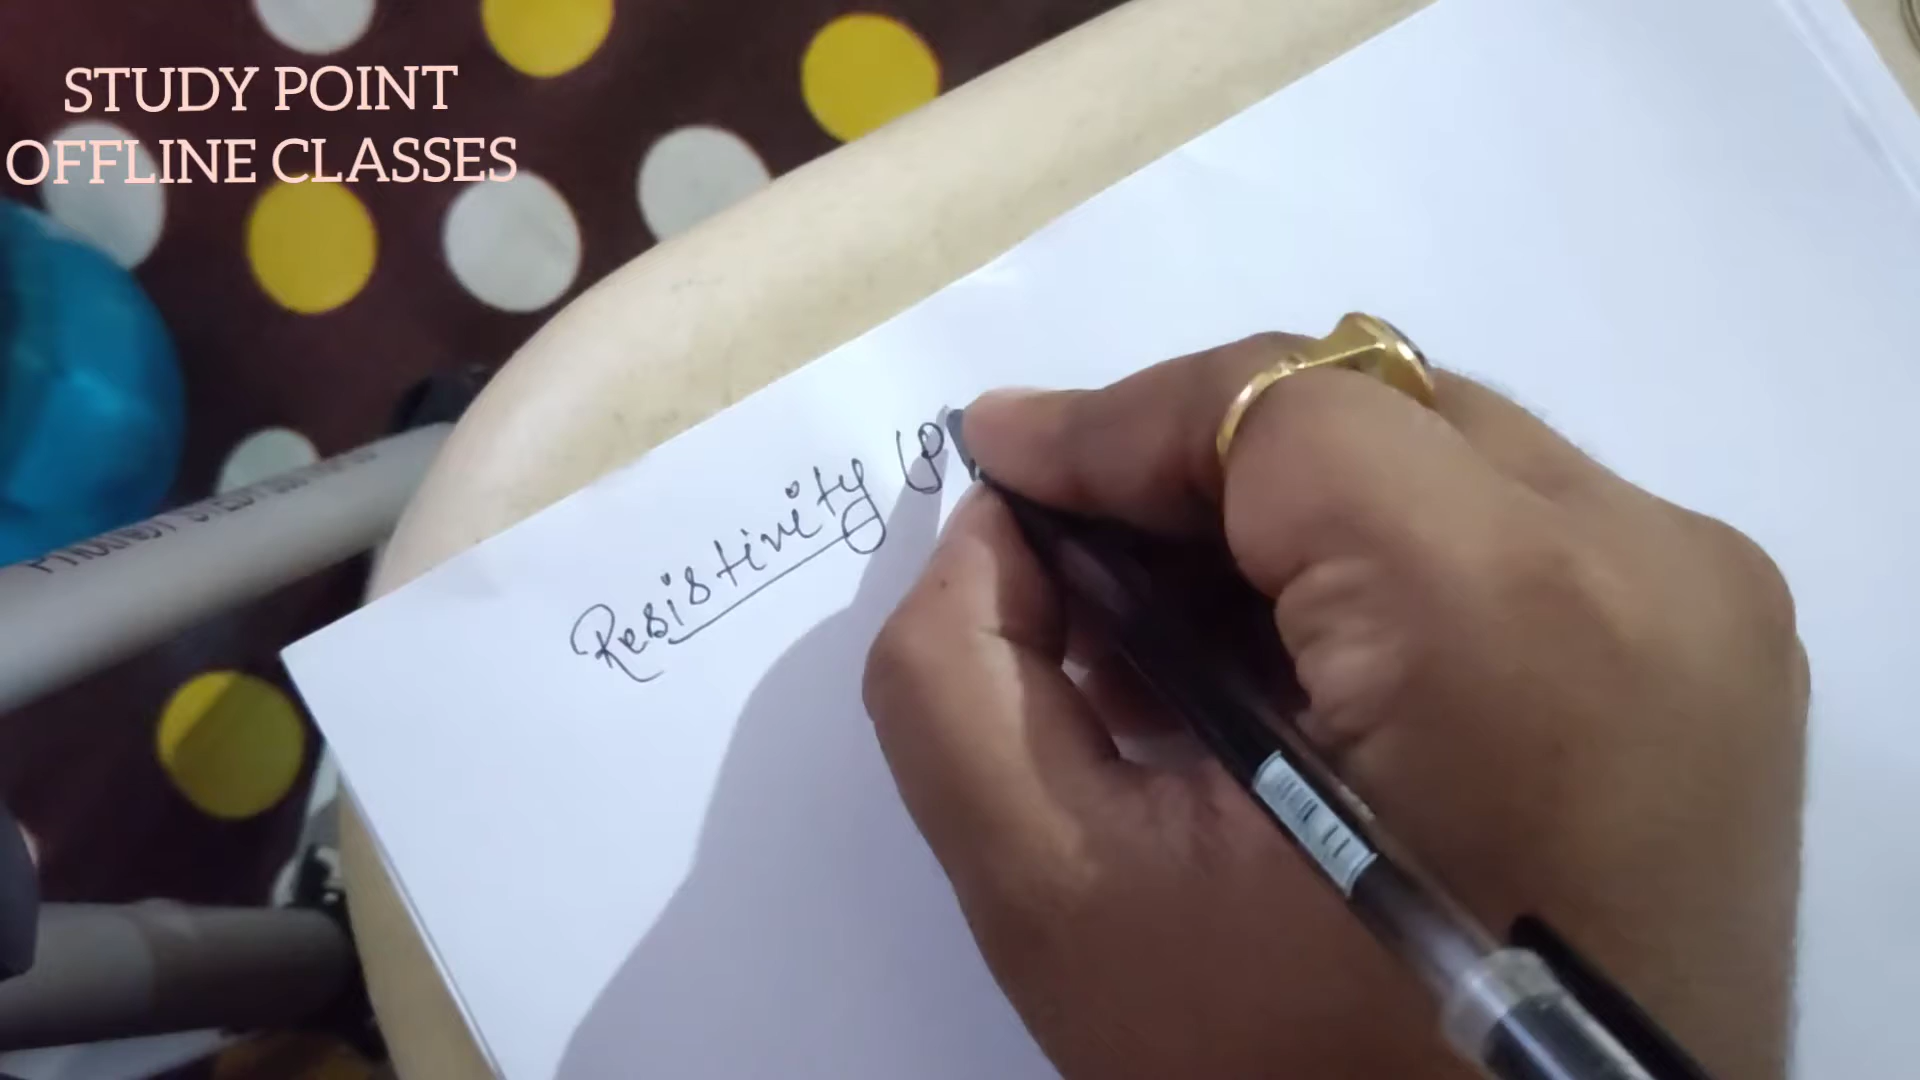 STUDY POINT
OFFLINE CLASSES
Resistivity (ρ